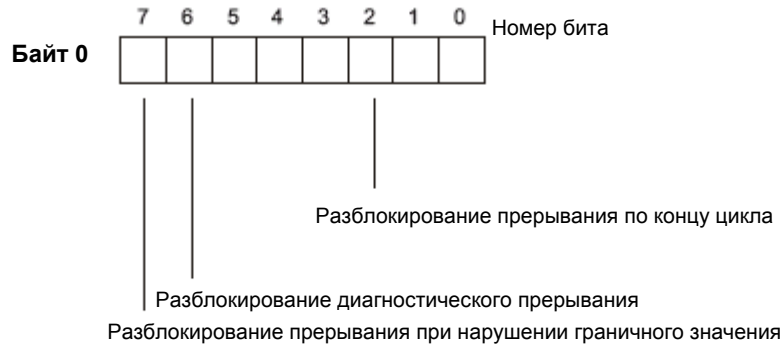 7 6 5 4 3 2 1 0 Номер бита
Байт 0
Разблокирование прерывания по концу цикла
Разблокирование диагностического прерывания
Разблокирование прерывания при нарушении граничного значения